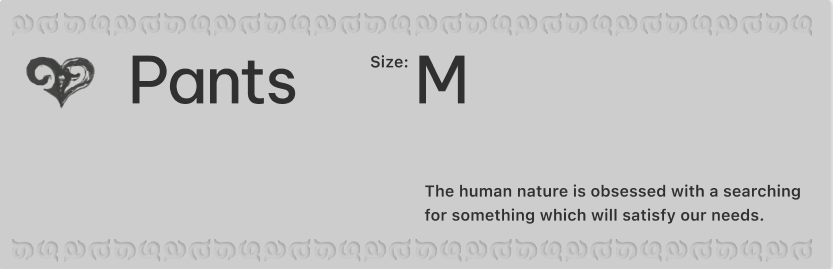 Pants
Size: M
The human nature is obsessed with a searching
for something which will satisfy our needs.